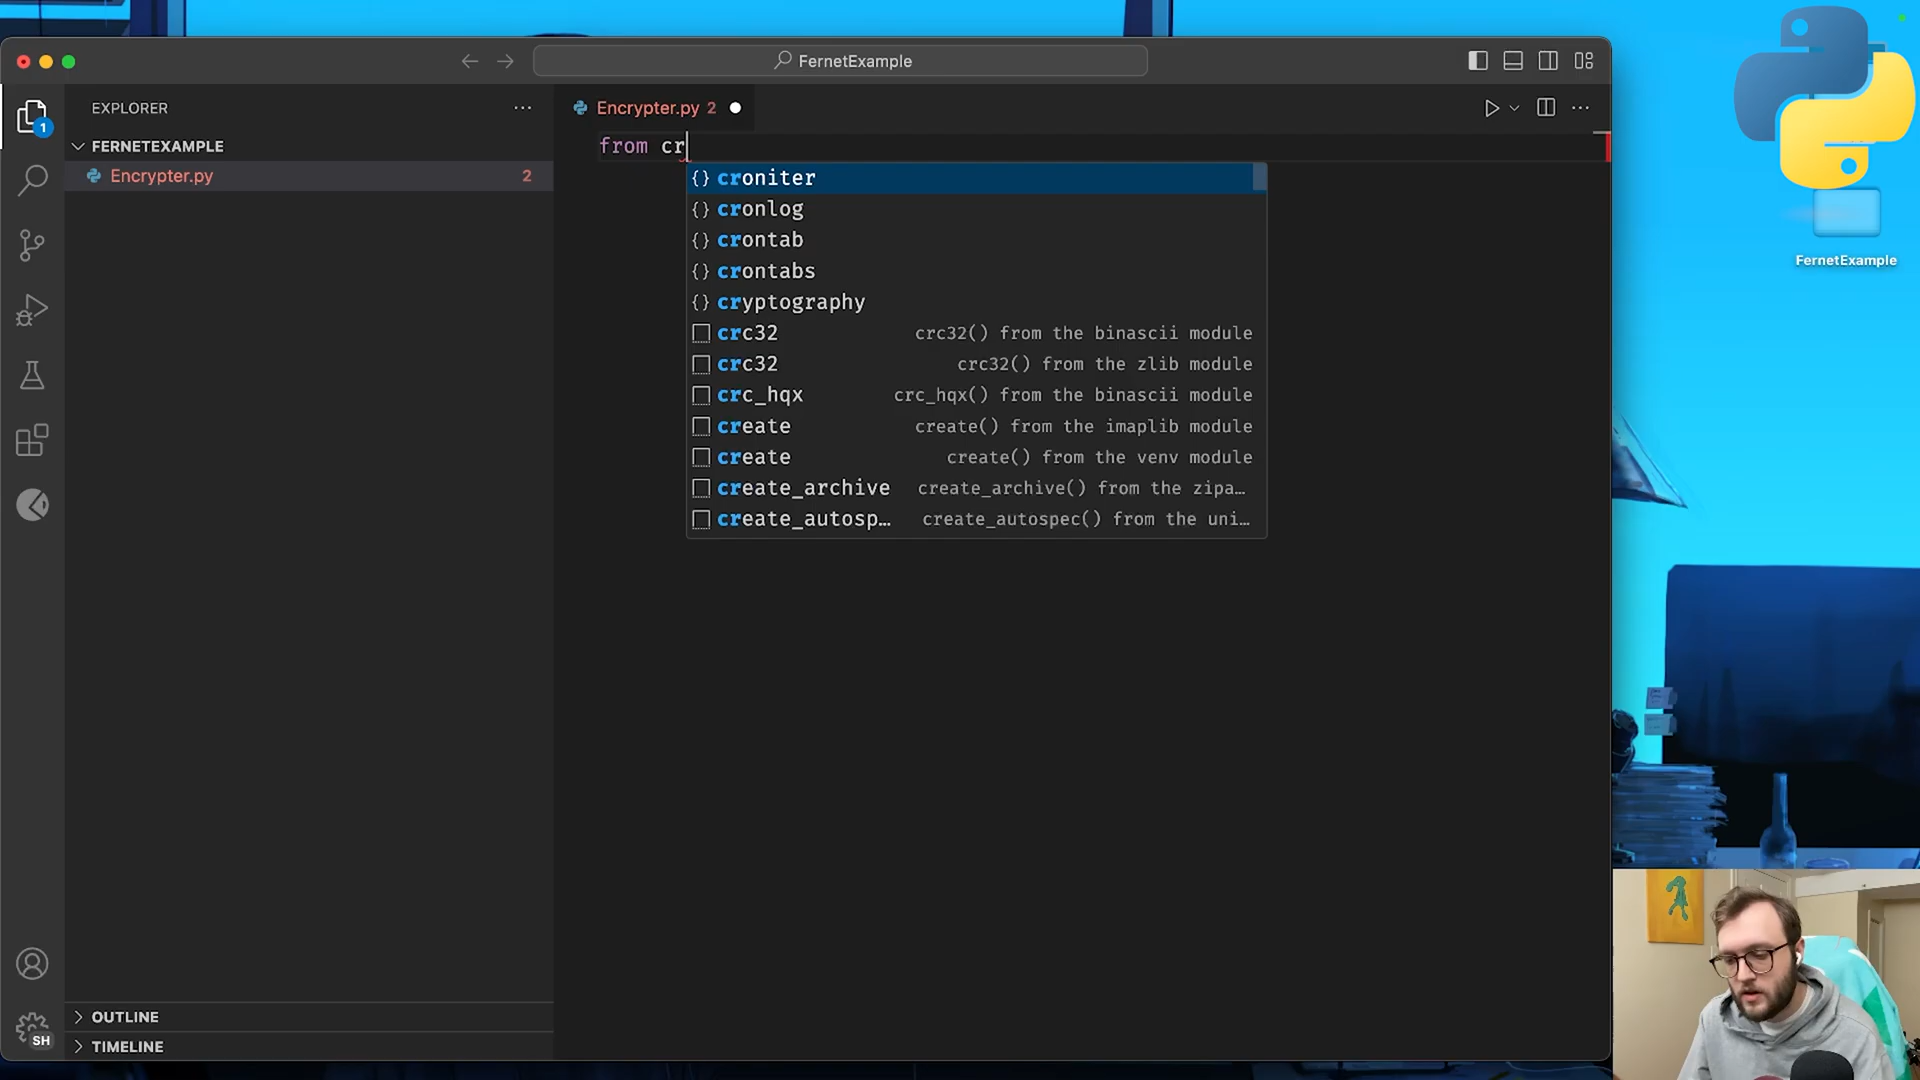 FernetExample
EXPLORER
Encrypter.py 2
FERNETEXAMPLE
from cr
1
Encrypter.py 2
croniter
cronlog
crontab
crontabs
cryptography
crc32 crc32() from the binascii module
crc32 crc32() from the zlib module
crc_hqx crc_hqx() from the binascii module
create create() from the imaplib module
create create() from the venv module
create_archive create_archive() from the zipa…
create_autosp… create_autospec() from the uni…
FernetExample
OUTLINE
SH
TIMELINE